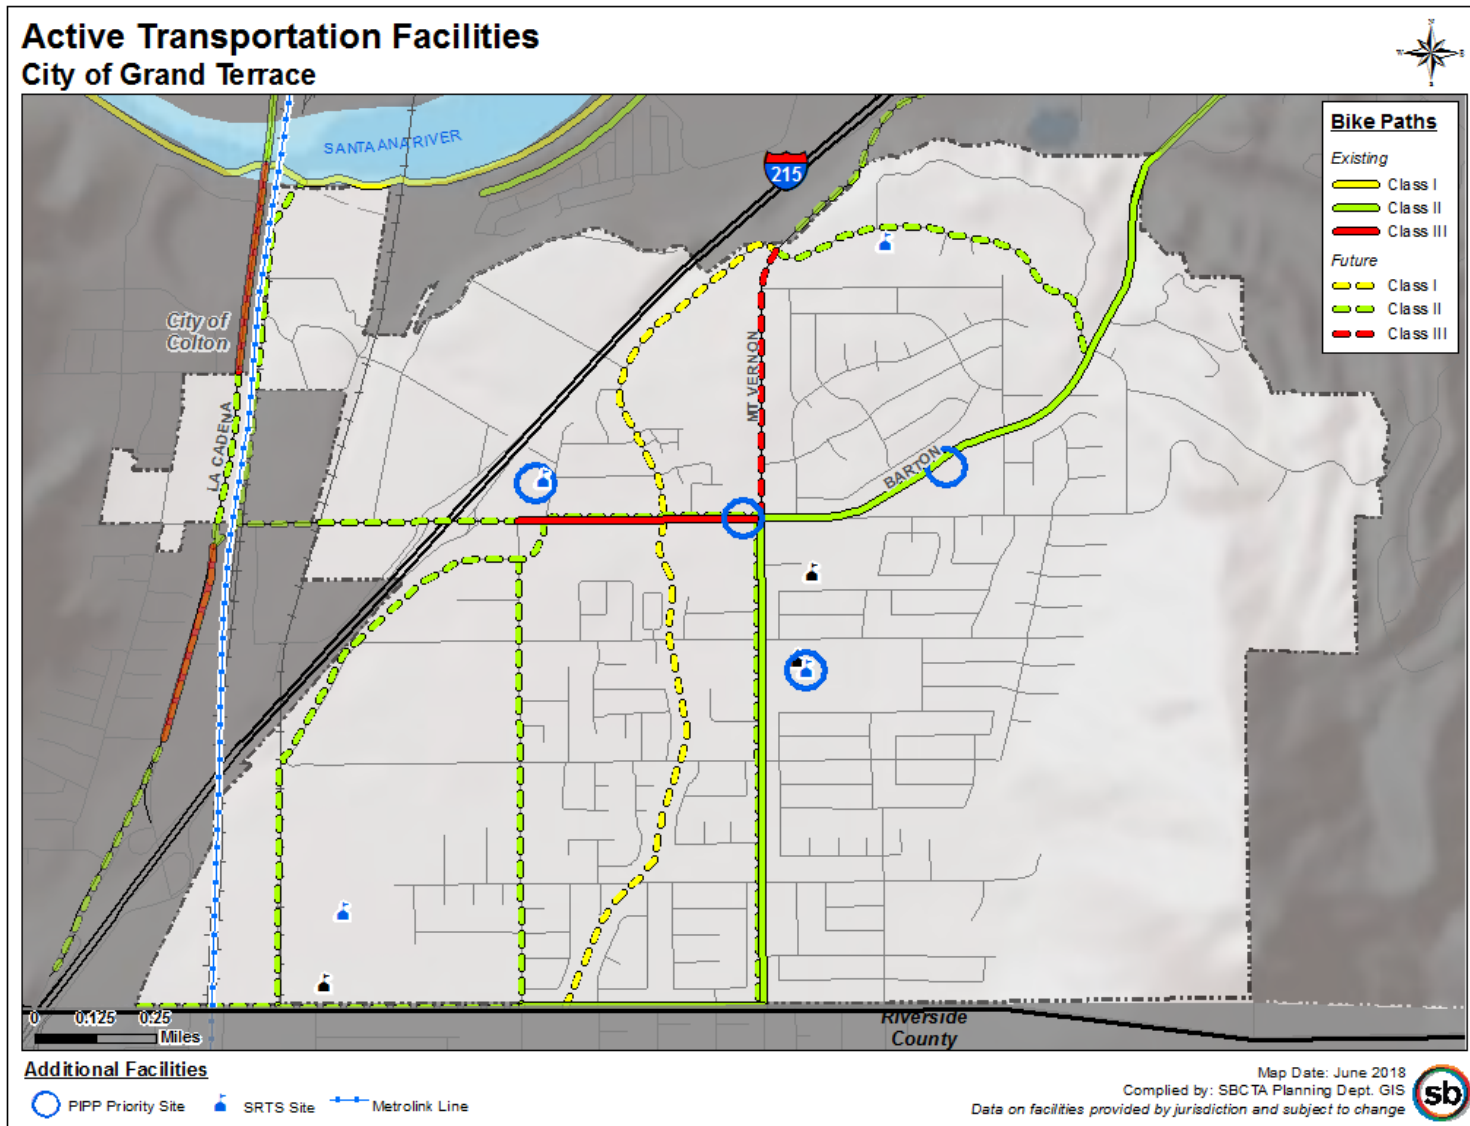 Active Transportation Facilities
City of Grand Terrace
N
W E
S
SANTA ANA RIVER
215
Bike Paths
Existing
Class I
Class II
Class III
Future
Class I
Class II
Class III
City of
Colton
LA CADENA
MT VERNON
BARTON
0 0.125 0.25
Miles
Riverside
County
Additional Facilities
PIPP Priority Site
SRTS Site
Metrolink Line
Map Date: June 2018
Complied by: SBCTA Planning Dept. GIS
Data on facilities provided by jurisdiction and subject to change
sb